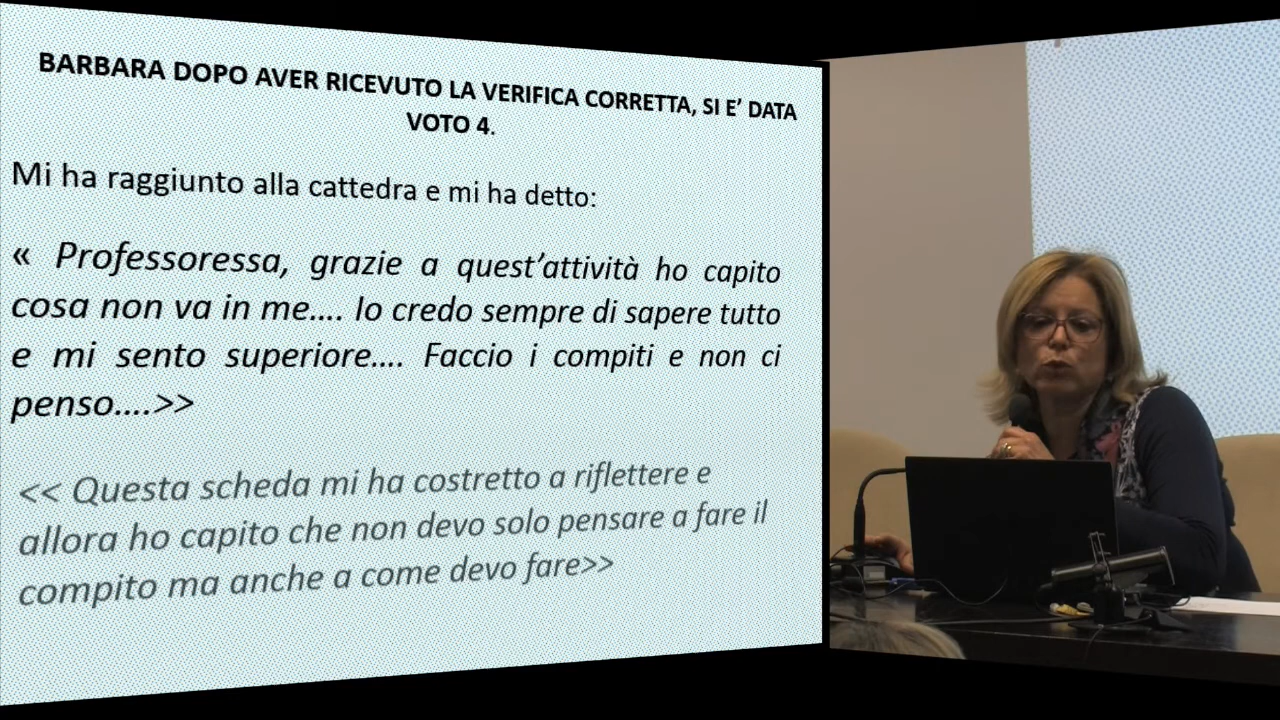 BARBARA DOPO AVER RICEVUTO LA VERIFICA CORRETTA, SI E’ DATA
VOTO 4.
Mi ha raggiunto alla cattedra e mi ha detto:
« Professoressa, grazie a quest’attività ho capito
cosa non va in me…. Io credo sempre di sapere tutto
e mi sento superiore…. Faccio i compiti e non ci
penso….>>
<< Questa scheda mi ha costretto a riflettere e
allora ho capito che non devo solo pensare a fare il
compito ma anche a come devo fare>>